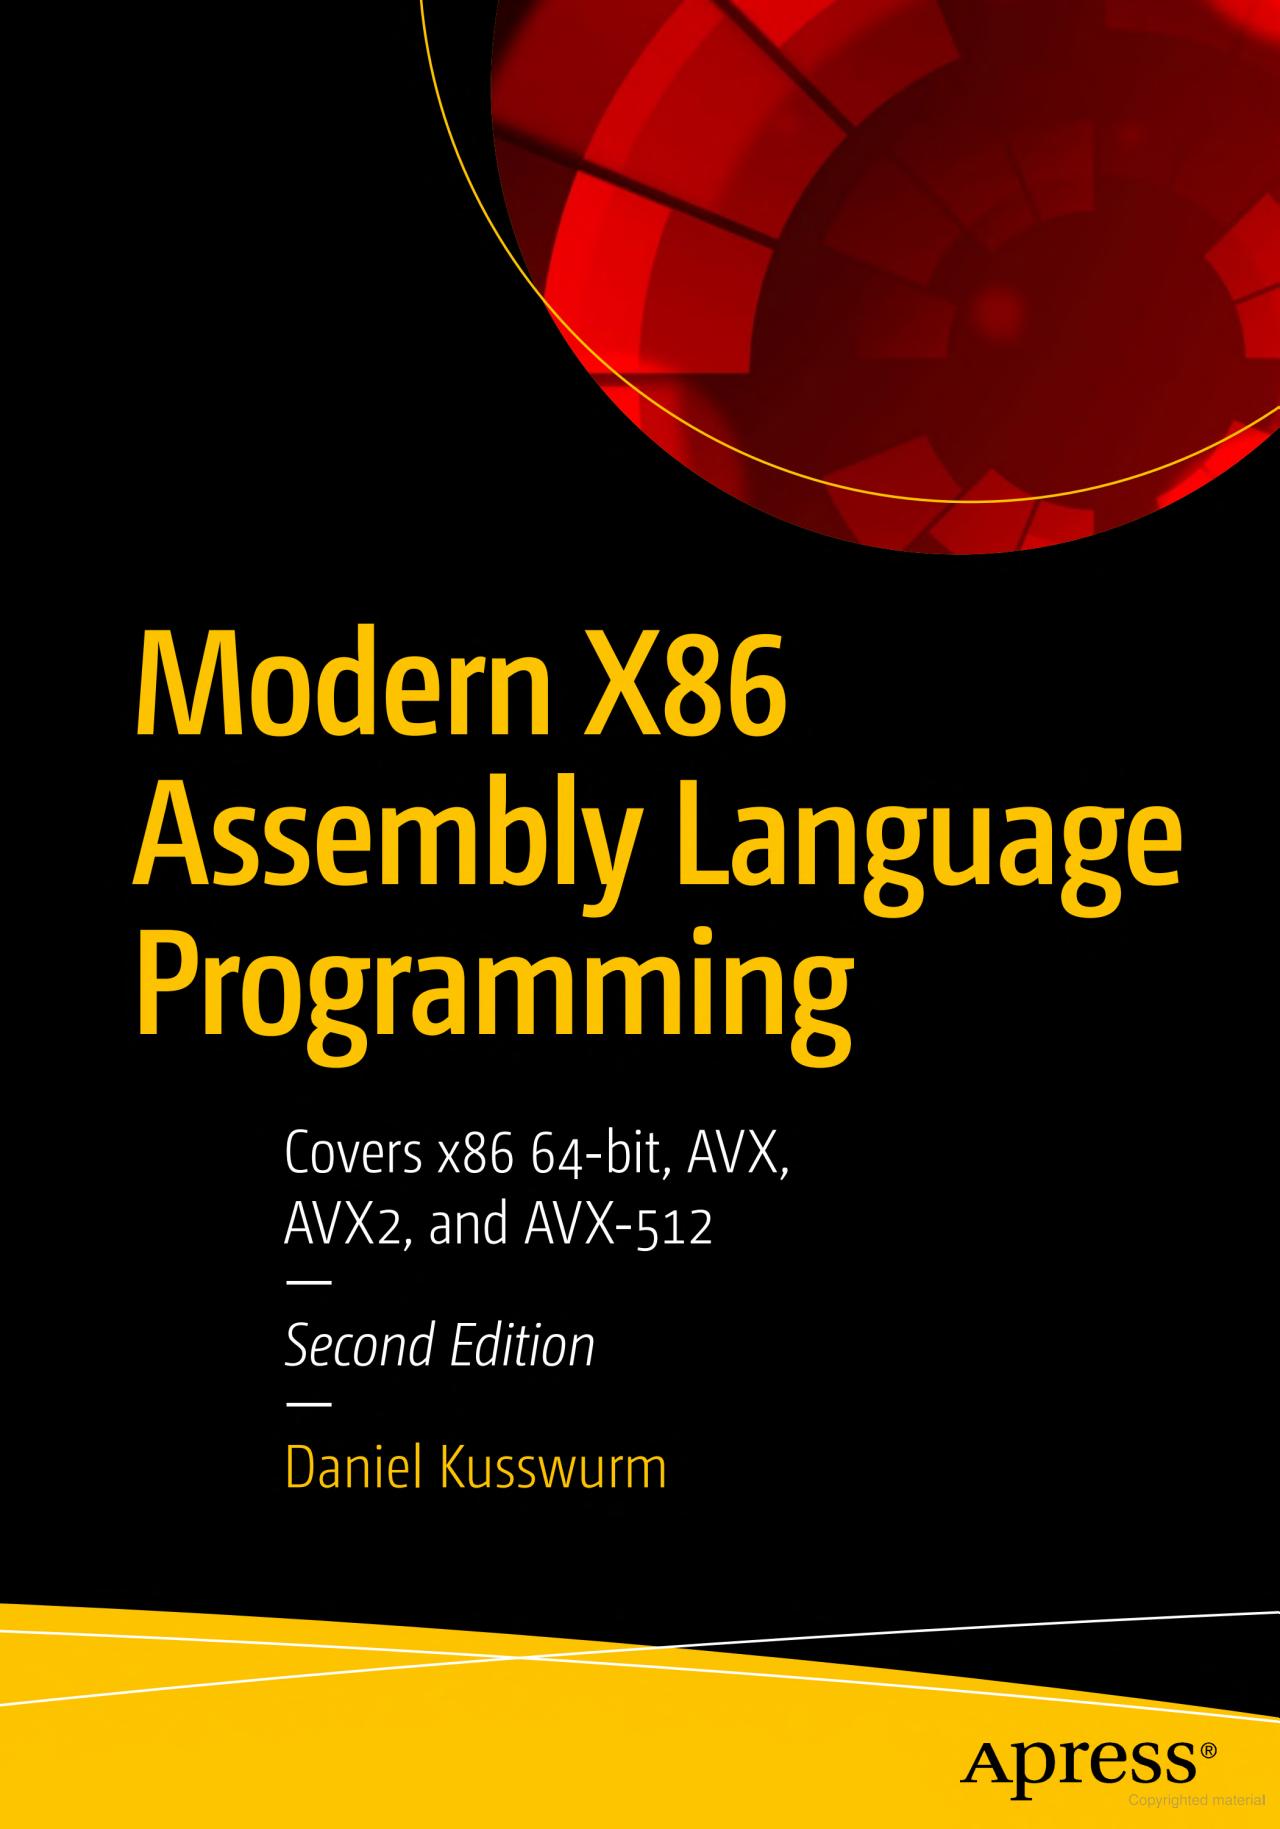 Modern X86
Assembly Language
Programming
Covers x86 64-bit, AVX,
AVX2, and AVX-512
—
Second Edition
—
Daniel Kusswurm
Apress®
Copyrighted material